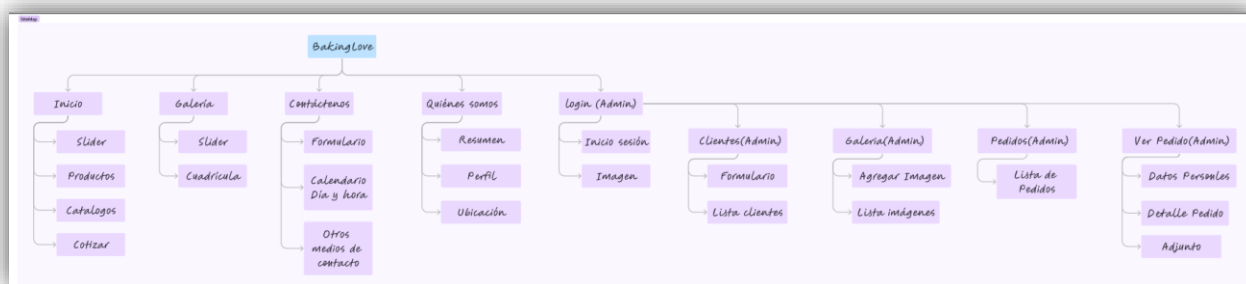 SiteMap
BakingLove
Inicio
Galería
Contáctenos
Quiénes somos
login (Admin)
Slider
Productos
Catalogos
Cotizar
Slider
Cuadrícula
Formulario
Calendario
Día y hora
Otros
medios de
contacto
Resumen
Perfil
Ubicación
Inicio sesión
Imagen
Clientes(Admin)
Galeria(Admin)
Pedidos(Admin)
Ver Pedido(Admin)
Formulario
Lista clientes
Agregar Imagen
Lista imágenes
Lista de
Pedidos
Datos Personles
Detalle Pedido
Adjunto